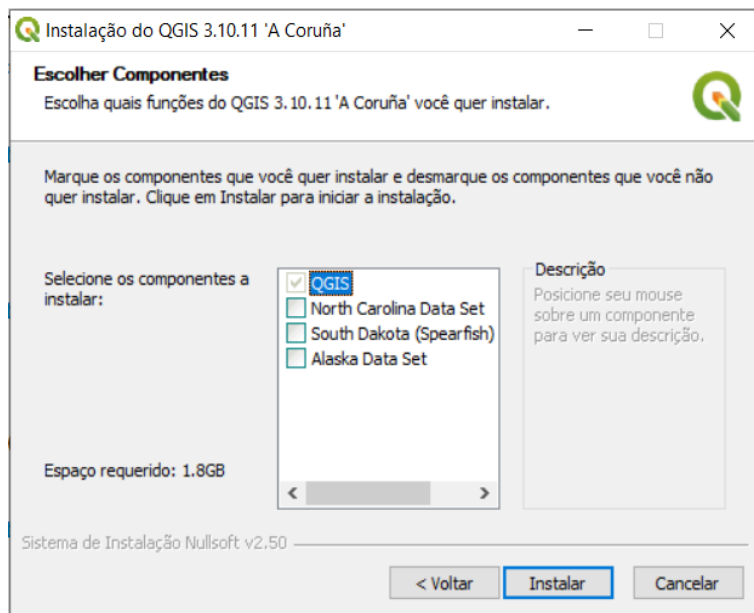 Instalação do QGIS 3.10.11 'A Coruña'
Escolher Componentes
Escolha quais funções do QGIS 3.10.11 'A Coruña' você quer instalar.
Marque os componentes que você quer instalar e desmarque os componentes que você não
quer instalar. Clique em Instalar para iniciar a instalação.
Selecione os componentes a
instalar:
QGIS
North Carolina Data Set
South Dakota (Spearfish)
Alaska Data Set
Descrição
Posicione seu mouse
sobre um componente
para ver sua descrição.
Espaço requerido: 1.8GB
Sistema de Instalação Nullsoft v2.50
< Voltar
Instalar
Cancelar